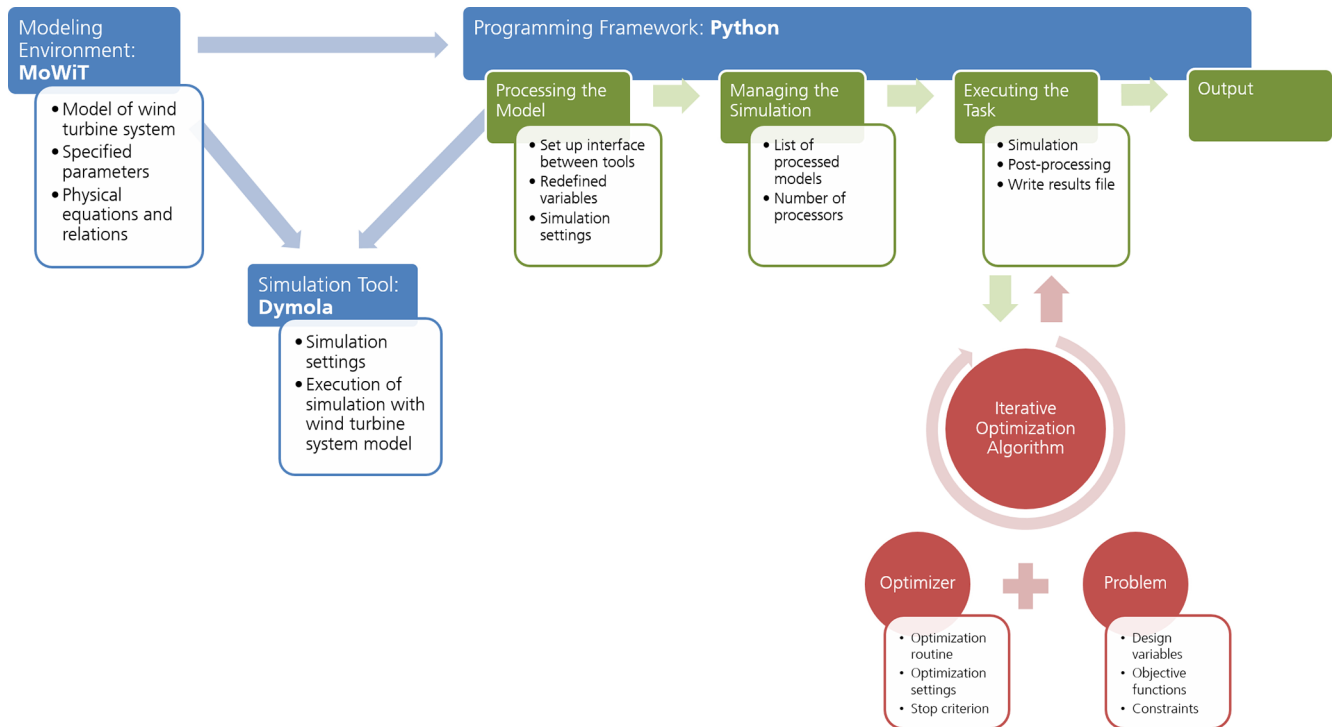 Modeling
Environment:
MoWiT
• Model of wind
turbine system
• Specified
parameters
• Physical
equations and
relations
Programming Framework: Python
Processing the
Model
• Set up interface
between tools
• Redefined
variables
• Simulation
settings
Managing the
Simulation
• List of
processed
models
• Number of
processors
Executing the
Task
• Simulation
• Post-processing
• Write results file
Output
Simulation Tool:
Dymola
• Simulation
settings
• Execution of
simulation with
wind turbine
system model
Iterative
Optimization
Algorithm
Optimizer
• Optimization
routine
• Optimization
settings
• Stop criterion
Problem
• Design
variables
• Objective
functions
• Constraints